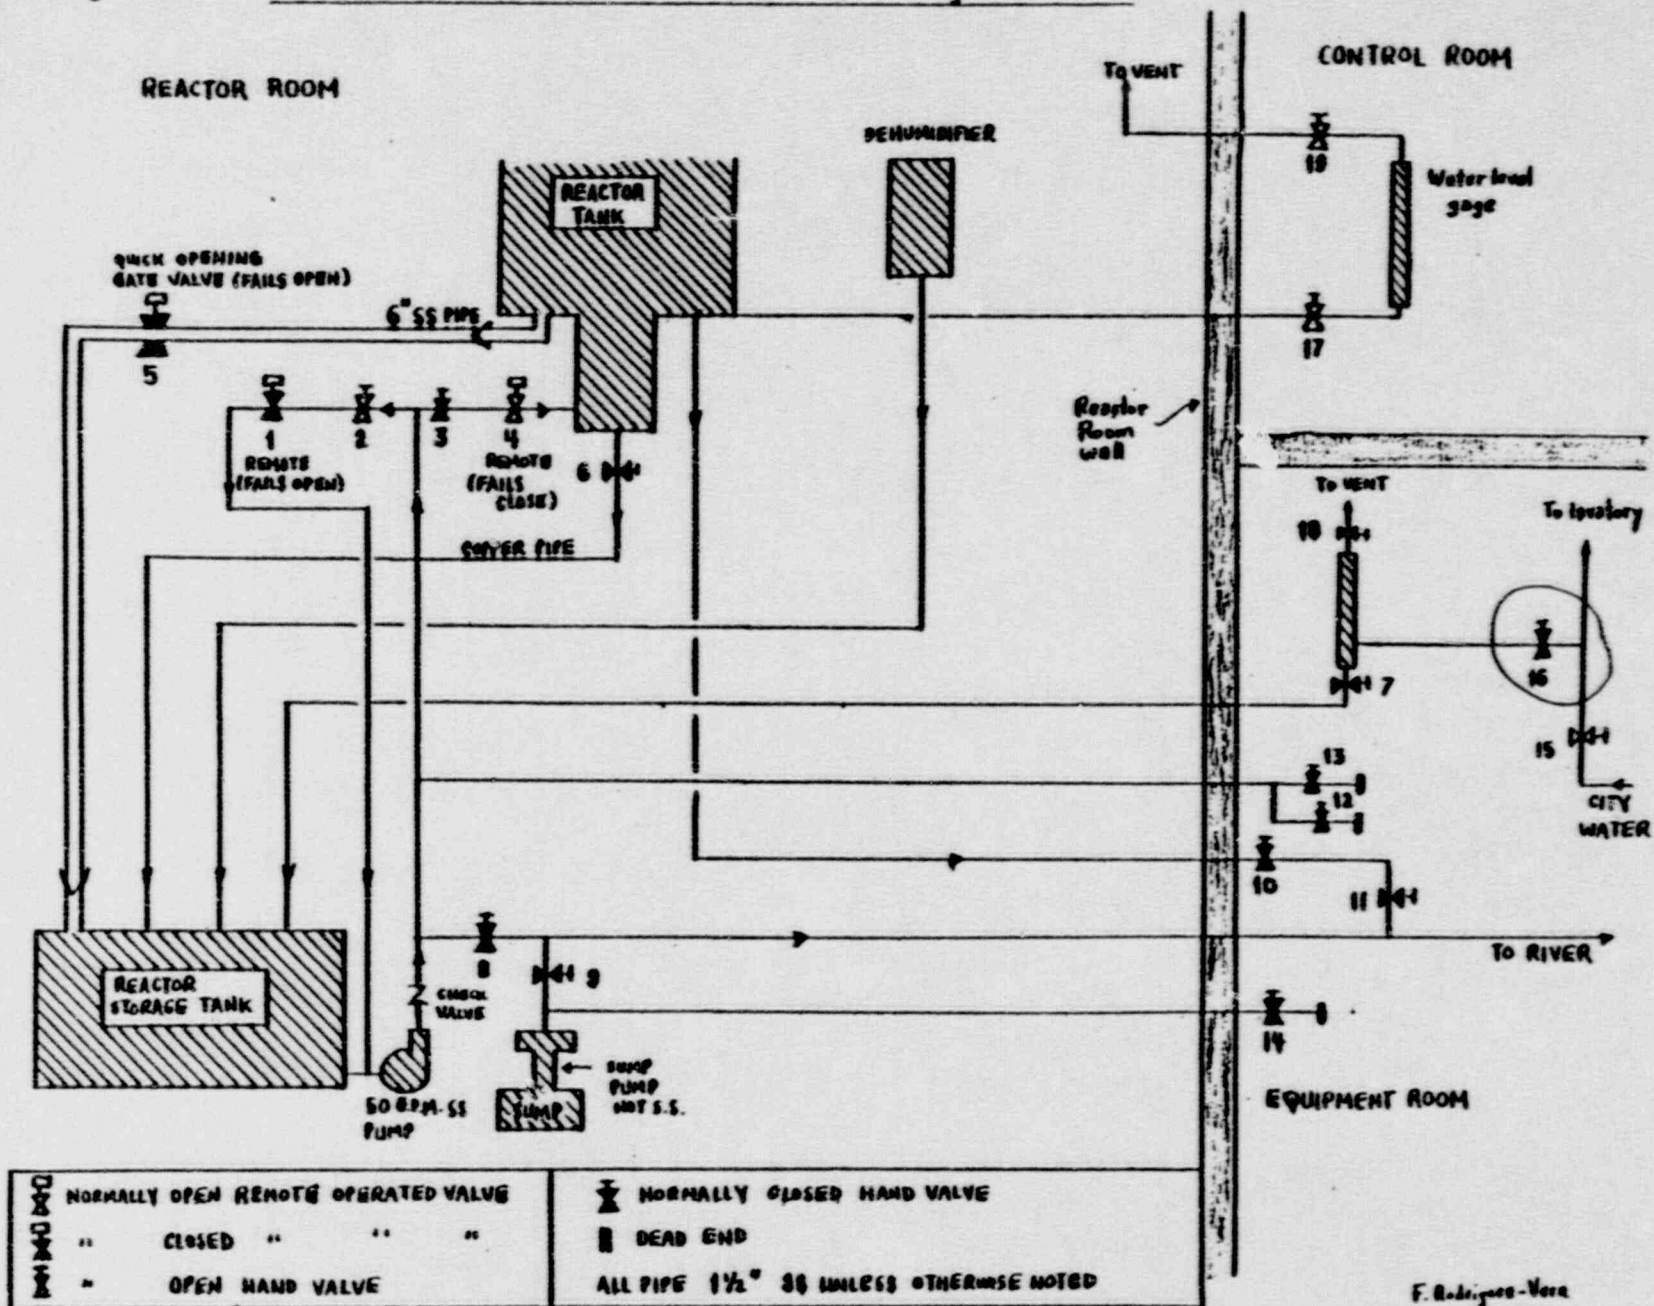 REACTOR ROOM
CONTROL ROOM
TO VENT
DEHUMIDIFIER
19
Water level
gage
REACTOR
TANK
QUICK OPENING
GATE VALVE (FAILS OPEN)
6" SS PIPE
5
17
1
2
3
4
REMOTE
(FAILS OPEN)
REMOTE
(FAILS
CLOSE)
6
Reactor
Room
wall
COPPER PIPE
TO VENT
18
To lavatory
16
7
15
13
12
CITY
WATER
10
11
8
9
TO RIVER
REACTOR
STORAGE TANK
CHECK
VALVE
14
SUMP
PUMP
NOT S.S.
SUMP
50 G.P.M. SS
PUMP
EQUIPMENT ROOM
NORMALLY OPEN REMOTE OPERATED VALVE
" CLOSED " " "
" OPEN HAND VALVE
NORMALLY CLOSED HAND VALVE
DEAD END
ALL PIPE 1½" SS UNLESS OTHERWISE NOTED
F. Rodriguez-Vera